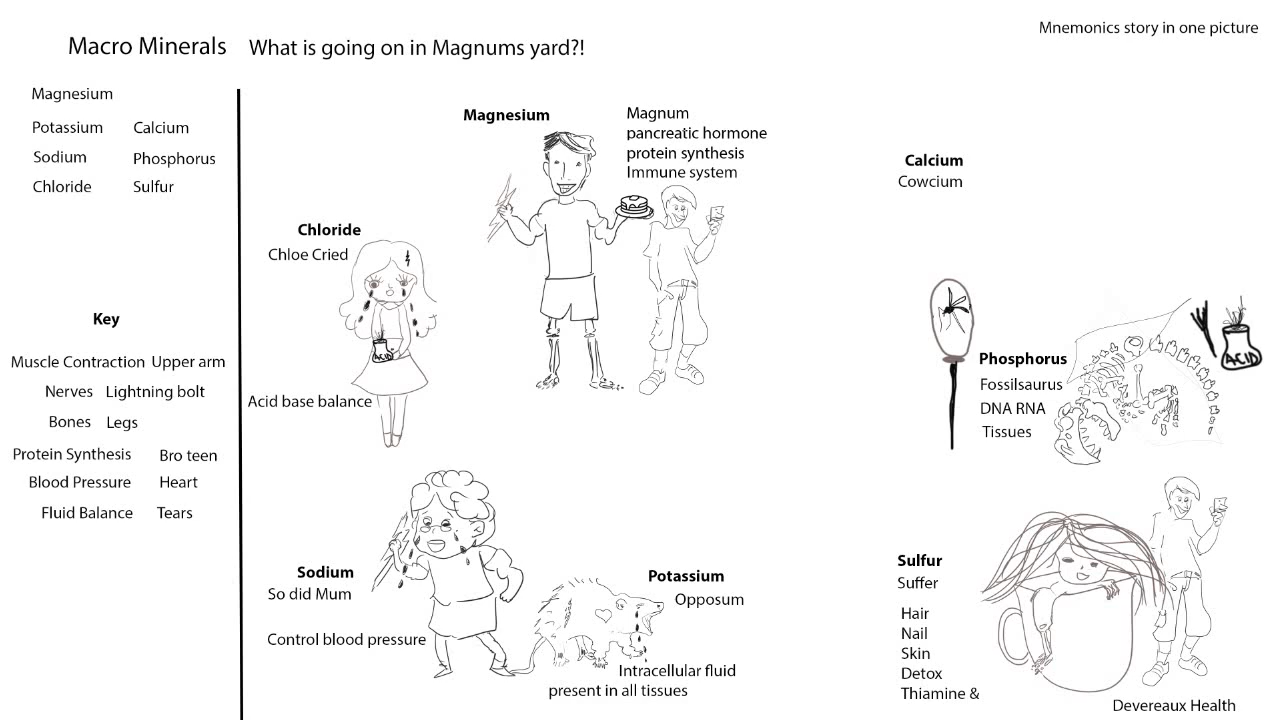 Mnemonics story in one picture
Macro Minerals
What is going on in Magnums yard?!
Magnesium
Potassium
Calcium
Sodium
Phosphorus
Chloride
Sulfur
Key
Muscle Contraction
Upper arm
Nerves
Lightning bolt
Bones
Legs
Protein Synthesis
Bro teen
Blood Pressure
Heart
Fluid Balance
Tears
Magnesium
Magnum
pancreatic hormone
protein synthesis
Immune system
Chloride
Chloe Cried
ACID
Acid base balance
Sodium
So did Mum
Control blood pressure
Potassium
Opposum
Intracellular fluid
present in all tissues
Calcium
Cowcium
Phosphorus
Fossilsaurus
DNA RNA
Tissues
ACID
Sulfur
Suffer
Hair
Nail
Skin
Detox
Thiamine &
Devereaux Health